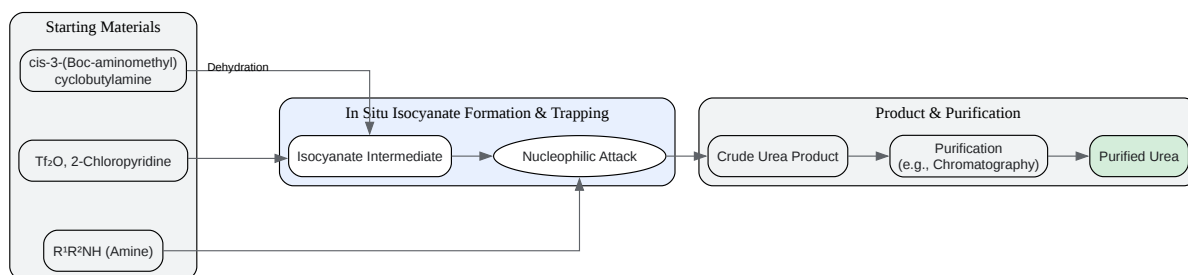 Starting Materials
cis-3-(Boc-aminomethyl)
cyclobutylamine
Dehydration
Tf₂O, 2-Chloropyridine
R¹R²NH (Amine)
In Situ Isocyanate Formation & Trapping
Isocyanate Intermediate
Nucleophilic Attack
Product & Purification
Crude Urea Product
Purification
(e.g., Chromatography)
Purified Urea